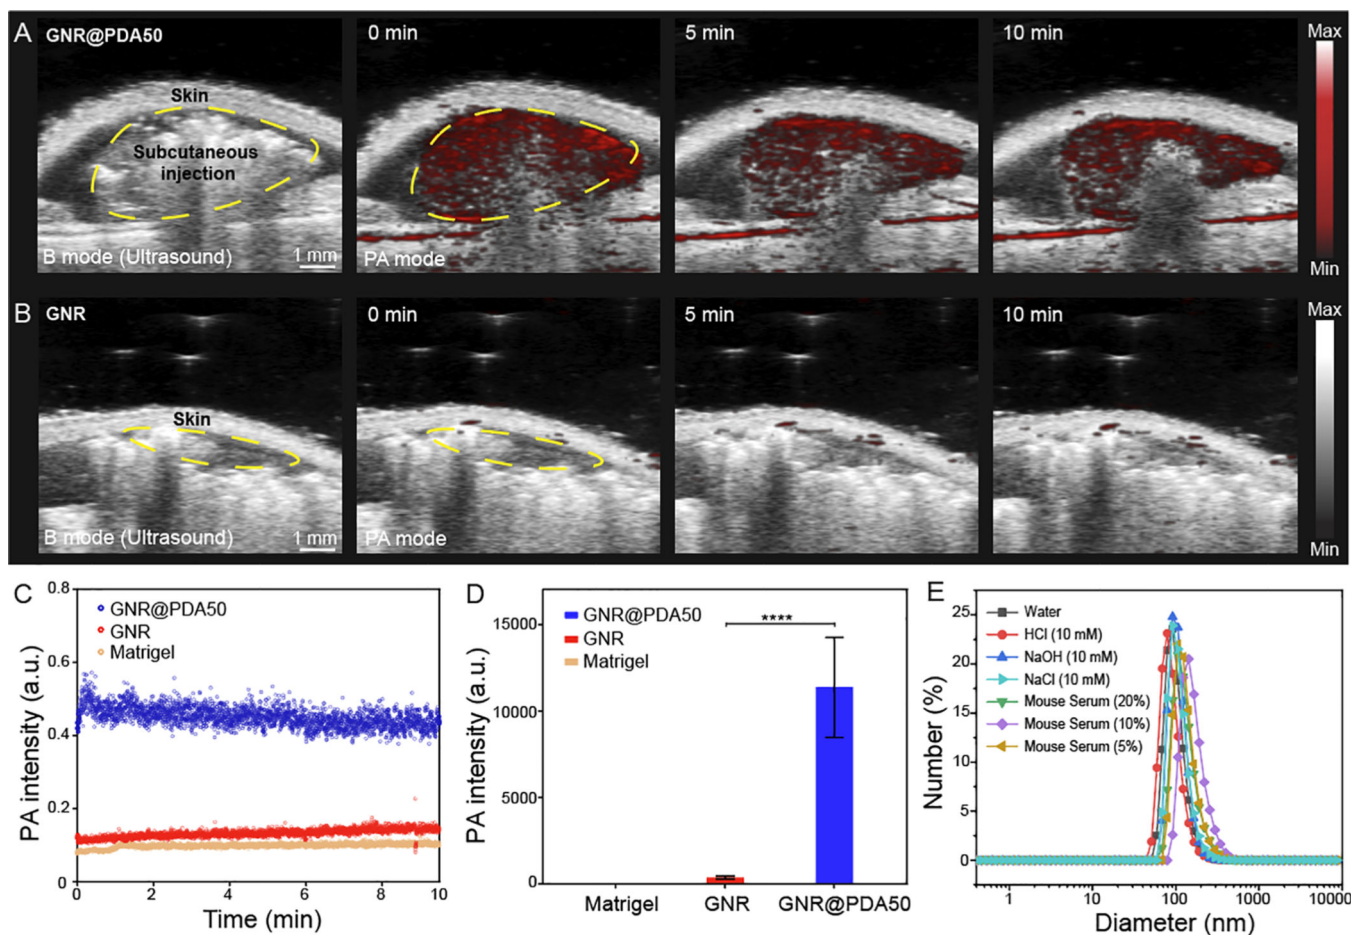 A
GNR@PDA50
0 min
5 min
10 min
Max
Skin
Subcutaneous
injection
B mode (Ultrasound)
1 mm
PA mode
Min
B
GNR
0 min
5 min
10 min
Max
Skin
B mode (Ultrasound)
1 mm
PA mode
Min
C
0.8
0.6
0.4
0.2
0
PA intensity (a.u.)
GNR@PDA50
GNR
Matrigel
0 2 4 6 8 10
Time (min)
D
15000
10000
5000
0
PA intensity (a.u.)
GNR@PDA50
GNR
Matrigel
****
Matrigel GNR GNR@PDA50
E
25
20
15
10
5
0
Number (%)
Water
HCl (10 mM)
NaOH (10 mM)
NaCl (10 mM)
Mouse Serum (20%)
Mouse Serum (10%)
Mouse Serum (5%)
1 10 100 1000 10000
Diameter (nm)